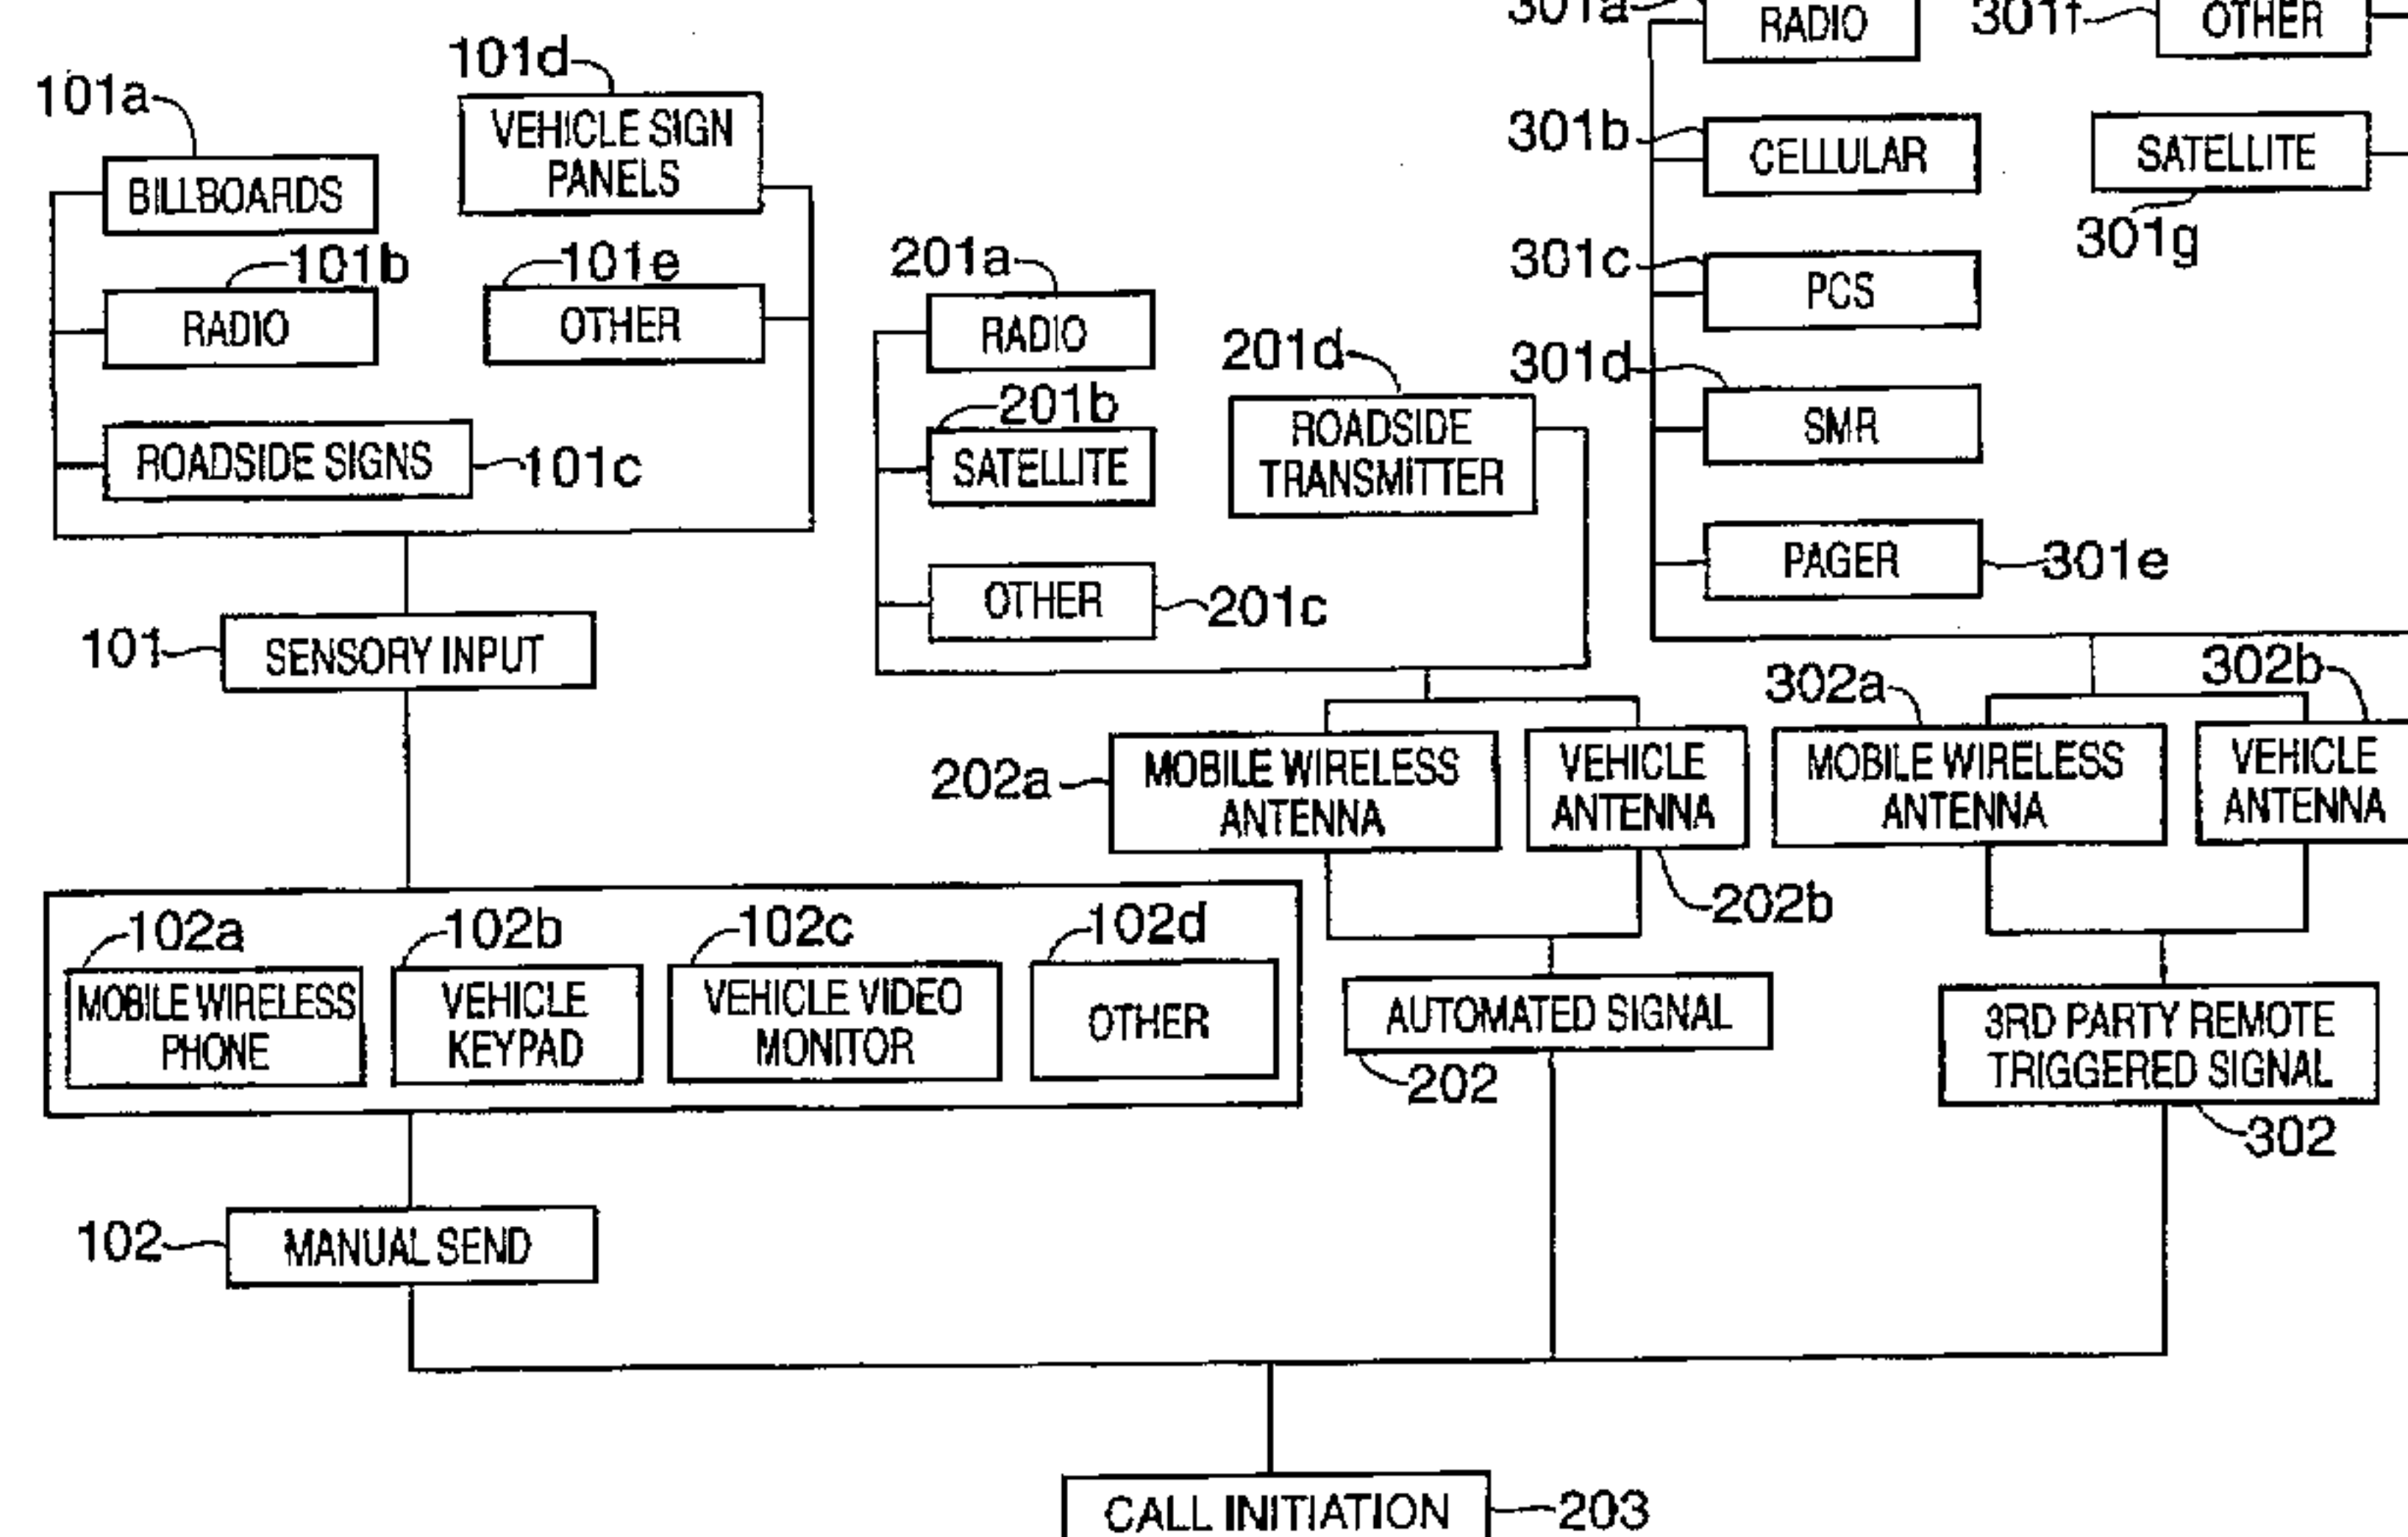 101a
BILLBOARDS
101b
RADIO
ROADSIDE SIGNS
101c
101d
VEHICLE SIGN
PANELS
101e
OTHER
101
SENSORY INPUT
102a
MOBILE WIRELESS
PHONE
102b
VEHICLE
KEYPAD
102c
VEHICLE VIDEO
MONITOR
102d
OTHER
102
MANUAL SEND
201a
RADIO
201b
SATELLITE
OTHER
201c
201d
ROADSIDE
TRANSMITTER
202a
MOBILE WIRELESS
ANTENNA
VEHICLE
ANTENNA
202b
AUTOMATED SIGNAL
202
301a
RADIO
301f
OTHER
301b
CELLULAR
SATELLITE
301g
301c
PCS
301d
SMR
PAGER
301e
302a
MOBILE WIRELESS
ANTENNA
302b
VEHICLE
ANTENNA
3RD PARTY REMOTE
TRIGGERED SIGNAL
302
CALL INITIATION
203